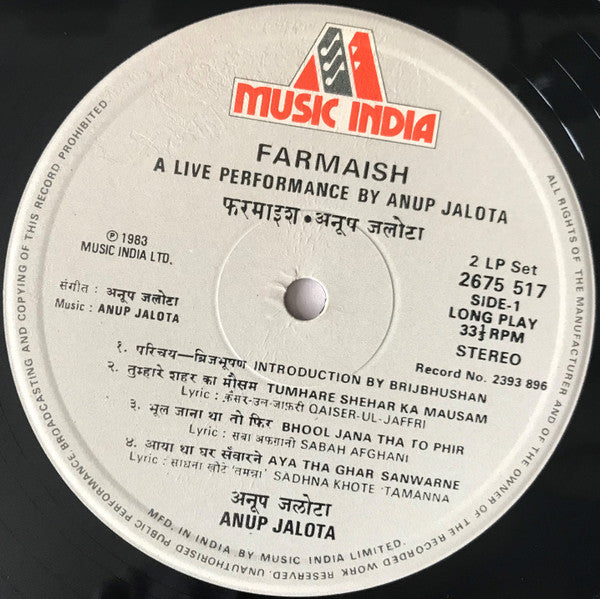 MUSIC INDIA
FARMAISH
A LIVE PERFORMANCE BY ANUP JALOTA
फरमाइश • अनूप जलोटा
℗ 1983
MUSIC INDIA LTD.
2 LP Set
2675 517
SIDE-1
LONG PLAY
33⅓ RPM
STEREO
संगीत : अनूप जलोटा
Music : ANUP JALOTA
Record No. 2393 896
१. परिचय—ब्रिजभूषण INTRODUCTION BY BRIJBHUSHAN
२. तुम्हारे शहर का मौसम TUMHARE SHEHAR KA MAUSAM
Lyric : क़ैसर-उल-जाफ़री QAISER-UL-JAFFRI
३. भूल जाना था तो फिर BHOOL JANA THA TO PHIR
Lyric : सबा अफगानी SABAH AFGHANI
४. आया था घर सँवारने AYA THA GHAR SANWARNE
Lyric : साधना खोटे 'तमन्ना' SADHNA KHOTE 'TAMANNA
अनूप जलोटा
ANUP JALOTA
MFD. IN INDIA BY MUSIC INDIA LIMITED.
ALL RIGHTS OF THE MANUFACTURER AND OF THE OWNER OF THE RECORDED WORK RESERVED. UNAUTHORISED PUBLIC PERFORMANCE BROADCASTING AND COPYING OF THIS RECORD PROHIBITED